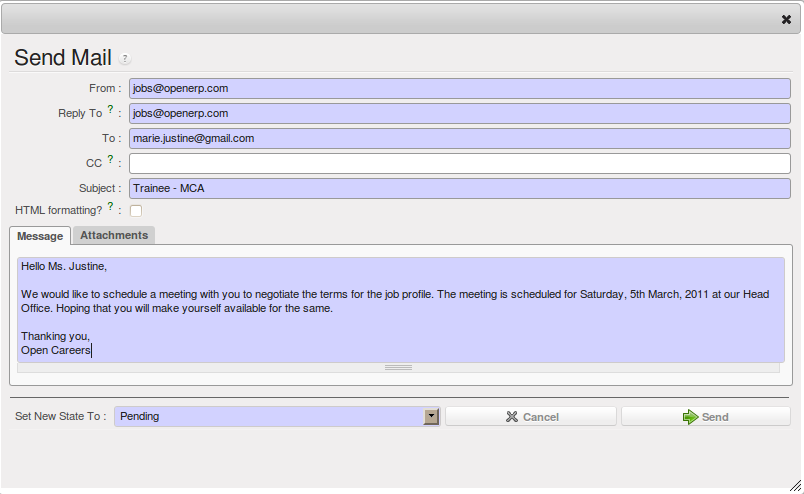 Send Mail ?
From : jobs@openerp.com
Reply To ? : jobs@openerp.com
To : marie.justine@gmail.com
CC ? :
Subject : Trainee - MCA
HTML formatting? ? :
Message Attachments
Hello Ms. Justine,
We would like to schedule a meeting with you to negotiate the terms for the job profile. The meeting is scheduled for Saturday, 5th March, 2011 at our Head
Office. Hoping that you will make yourself available for the same.
Thanking you,
Open Careers
Set New State To : Pending Cancel Send